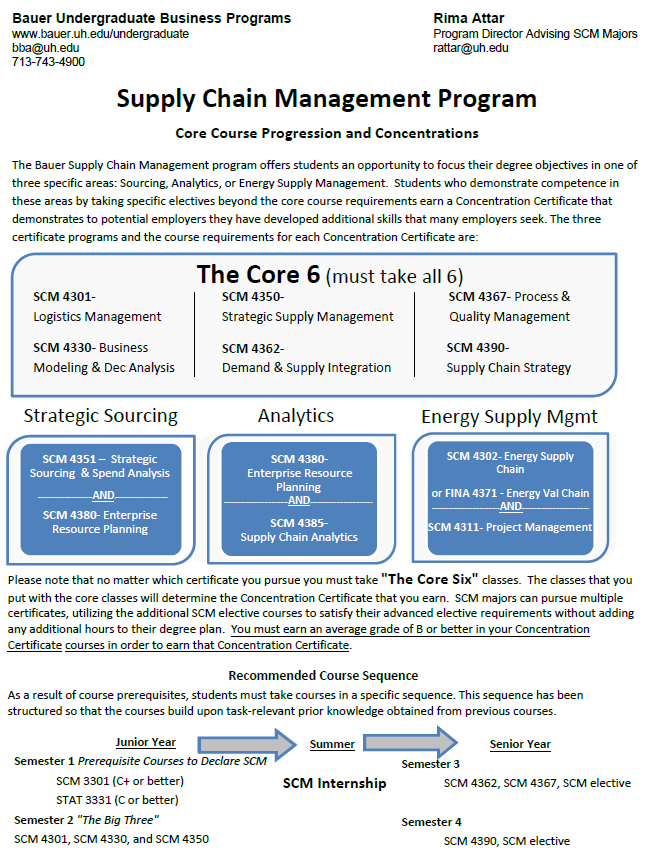 Bauer Undergraduate Business Programs
www.bauer.uh.edu/undergraduate
bba@uh.edu
713-743-4900
Rima Attar
Program Director Advising SCM Majors
rattar@uh.edu
Supply Chain Management Program
Core Course Progression and Concentrations
The Bauer Supply Chain Management program offers students an opportunity to focus their degree objectives in one of
three specific areas: Sourcing, Analytics, or Energy Supply Management. Students who demonstrate competence in
these areas by taking specific electives beyond the core course requirements earn a Concentration Certificate that
demonstrates to potential employers they have developed additional skills that many employers seek. The three
certificate programs and the course requirements for each Concentration Certificate are:
The Core 6 (must take all 6)
SCM 4301-
Logistics Management
SCM 4330- Business
Modeling & Dec Analysis
SCM 4350-
Strategic Supply Management
SCM 4362-
Demand & Supply Integration
SCM 4367- Process &
Quality Management
SCM 4390-
Supply Chain Strategy
Strategic Sourcing
SCM 4351 – Strategic
Sourcing & Spend Analysis
AND
SCM 4380- Enterprise
Resource Planning
Analytics
SCM 4380-
Enterprise Resource
Planning
AND
SCM 4385-
Supply Chain Analytics
Energy Supply Mgmt
SCM 4302- Energy Supply
Chain
or FINA 4371 - Energy Val Chain
AND
SCM 4311- Project Management
Please note that no matter which certificate you pursue you must take "The Core Six" classes. The classes that you
put with the core classes will determine the Concentration Certificate that you earn. SCM majors can pursue multiple
certificates, utilizing the additional SCM elective courses to satisfy their advanced elective requirements without adding
any additional hours to their degree plan. You must earn an average grade of B or better in your Concentration
Certificate courses in order to earn that Concentration Certificate.
Recommended Course Sequence
As a result of course prerequisites, students must take courses in a specific sequence. This sequence has been
structured so that the courses build upon task-relevant prior knowledge obtained from previous courses.
Junior Year
Semester 1 Prerequisite Courses to Declare SCM
SCM 3301 (C+ or better)
STAT 3331 (C or better)
Semester 2 "The Big Three"
SCM 4301, SCM 4330, and SCM 4350
Summer
SCM Internship
Senior Year
Semester 3
SCM 4362, SCM 4367, SCM elective
Semester 4
SCM 4390, SCM elective